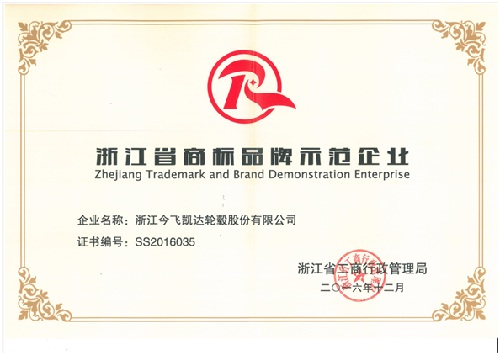 浙江省商标品牌示范企业
Zhejiang Trademark and Brand Demonstration Enterprise
企业名称：浙江今飞凯达轮毂股份有限公司
证书编号：SS2016035
浙江省工商行政管理局
二〇一六年十二月